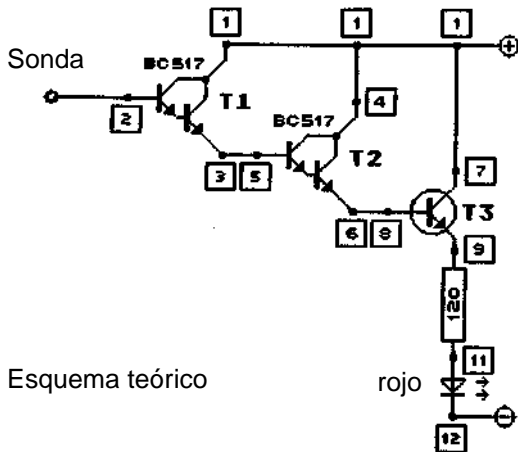 1 1 1 +
Sonda
BC517
T1
2
4
BC517
T2
3 5
7
T3
6 8
9
120
Esquema teórico
rojo
11
12
-